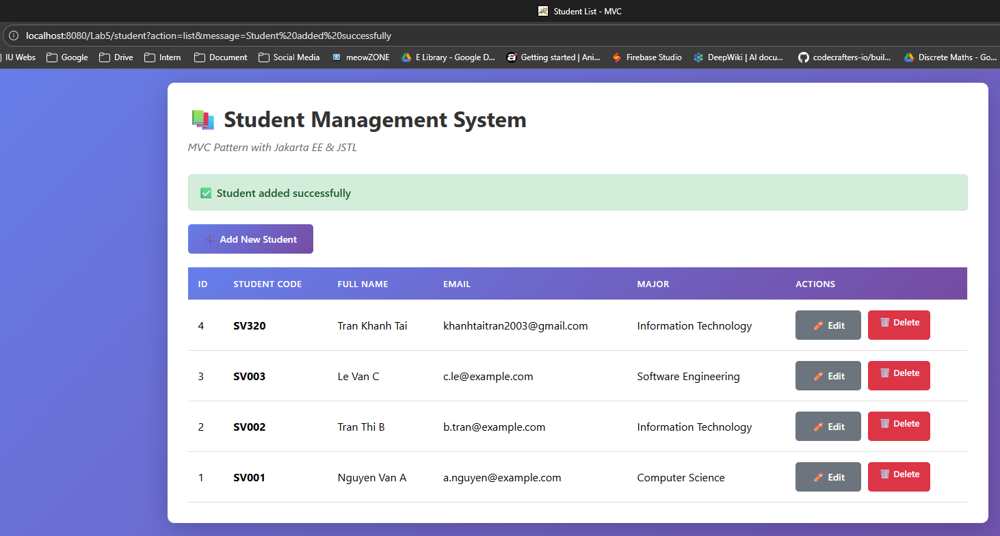 Student List - MVC
localhost:8080/Lab5/student?action=list&message=Student%20added%20successfully
IU Webs Google Drive Intern Document Social Media meowZONE E Library - Google D... Getting started | Ani... Firebase Studio DeepWiki | AI docu... codecrafters-io/buil... Discrete Maths - Go...
Student Management System
MVC Pattern with Jakarta EE & JSTL
✅ Student added successfully
➕ Add New Student
ID STUDENT CODE FULL NAME EMAIL MAJOR ACTIONS
4 SV320 Tran Khanh Tai khanhtaitran2003@gmail.com Information Technology Edit Delete
3 SV003 Le Van C c.le@example.com Software Engineering Edit Delete
2 SV002 Tran Thi B b.tran@example.com Information Technology Edit Delete
1 SV001 Nguyen Van A a.nguyen@example.com Computer Science Edit Delete